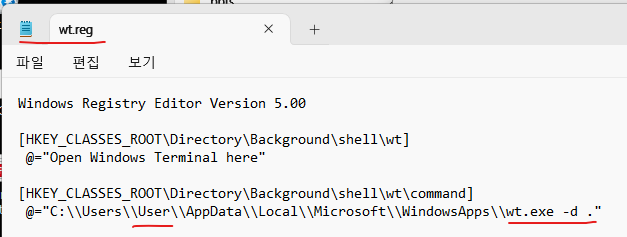 wt.reg
파일 편집 보기
Windows Registry Editor Version 5.00
[HKEY_CLASSES_ROOT\Directory\Background\shell\wt]
@="Open Windows Terminal here"
[HKEY_CLASSES_ROOT\Directory\Background\shell\wt\command]
@="C:\\Users\\User\\AppData\\Local\\Microsoft\\WindowsApps\\wt.exe -d ."